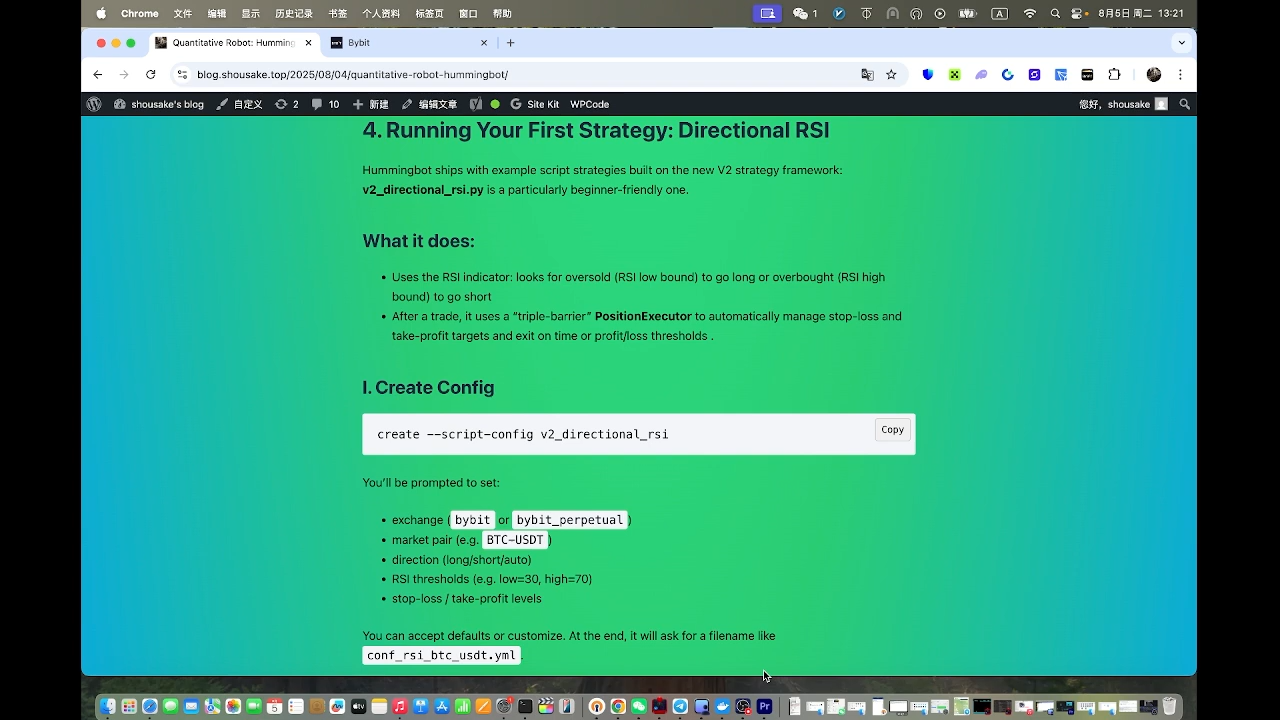 Chrome 文件 编辑 显示 历史记录 书签 个人资料 标签页 窗口 帮助 1 A 8月5日 周二 13:21
Quantitative Robot: Humming Bybit
blog.shousake.top/2025/08/04/quantilative-robot-hummingbot/
shousake's blog 自定义 2 10 新建 编辑文章 Site Kit WPCode 您好，shousake
4. Running Your First Strategy: Directional RSI
Hummingbot ships with example script strategies built on the new V2 strategy framework:
v2_directional_rsi.py is a particularly beginner-friendly one.
What it does:
• Uses the RSI indicator: looks for oversold (RSI low bound) to go long or overbought (RSI high
bound) to go short
• After a trade, it uses a “triple-barrier” PositionExecutor to automatically manage stop-loss and
take-profit targets and exit on time or profit/loss thresholds .
I. Create Config
create --script-config v2_directional_rsi Copy
You’ll be prompted to set:
• exchange ( bybit or bybit_perpetual )
• market pair (e.g. BTC-USDT )
• direction (long/short/auto)
• RSI thresholds (e.g. low=30, high=70)
• stop-loss / take-profit levels
You can accept defaults or customize. At the end, it will ask for a filename like
conf_rsi_btc_usdt.yml .
Pr